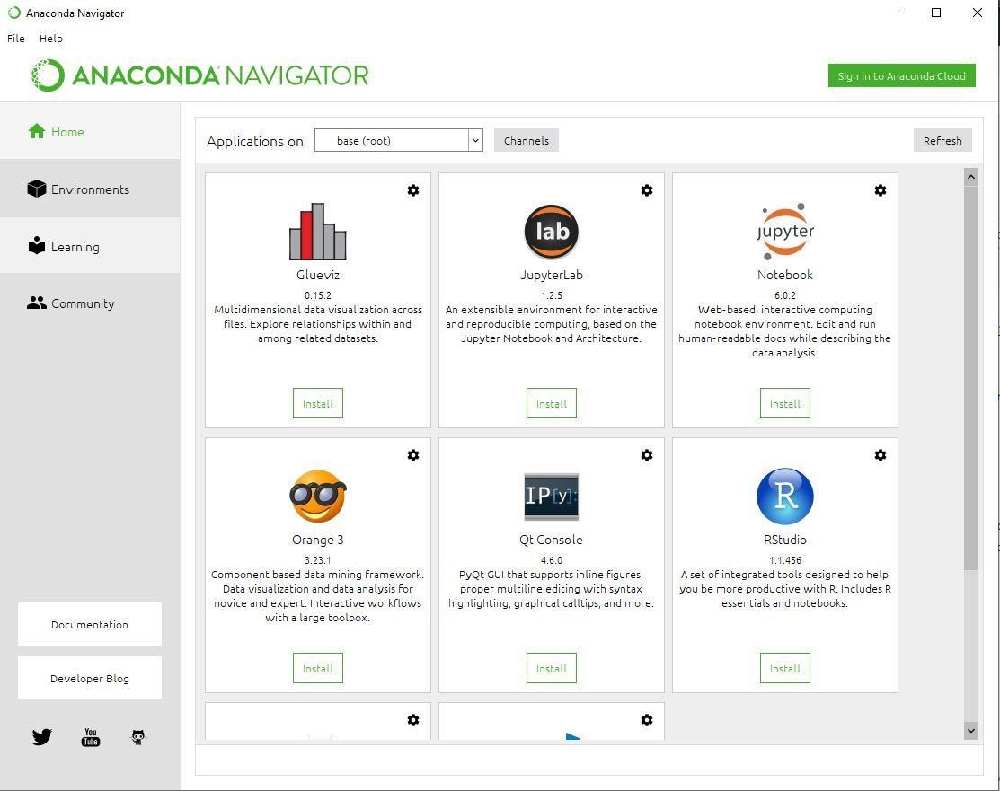 Anaconda Navigator
File Help
ANACONDA NAVIGATOR
Sign in to Anaconda Cloud
Home
Environments
Learning
Community
Documentation
Developer Blog
You
Tube
Applications on
base (root)
Channels
Refresh
Glueviz
0.15.2
Multidimensional data visualization across
files. Explore relationships within and
among related datasets.
Install
lab
JupyterLab
1.2.5
An extensible environment for interactive
and reproducible computing, based on the
Jupyter Notebook and Architecture.
Install
jupyter
Notebook
6.0.2
Web-based, interactive computing
notebook environment. Edit and run
human-readable docs while describing the
data analysis.
Install
Orange 3
3.23.1
Component based data mining framework.
Data visualization and data analysis for
novice and expert. Interactive workflows
with a large toolbox.
Install
IP[y]:
Qt Console
4.6.0
PyQt GUI that supports inline figures,
proper multiline editing with syntax
highlighting, graphical calltips, and more.
Install
R
RStudio
1.1.456
A set of integrated tools designed to help
you be more productive with R. Includes R
essentials and notebooks.
Install